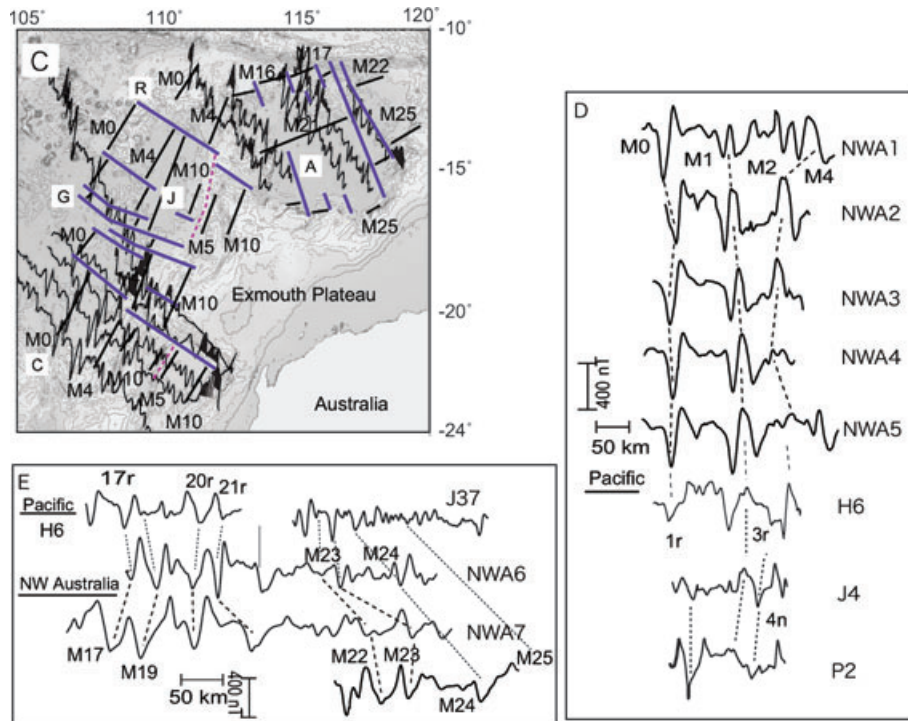 105° 110° 115° 120°
-10°
C
M17
M0 M16 M22
R
M0 M4 M25
M4 M21
-15°
M10 A
G J
M25
M5 M10
M0
Exmouth Plateau
M10
-20°
M0
C
M10
M4 M5
M10
Australia
-24°
D
M0 M1 M2 M4 NWA1
NWA2
NWA3
NWA4
400 nT
50 km
NWA5
Pacific
H6
1r 3r
J4
4n
P2
E
17r 20r 21r
Pacific
H6
J37
M23 M24
NWA6
NW Australia
NWA7
M17 M19 M22 M23 M25
50 km
400 nT
M24